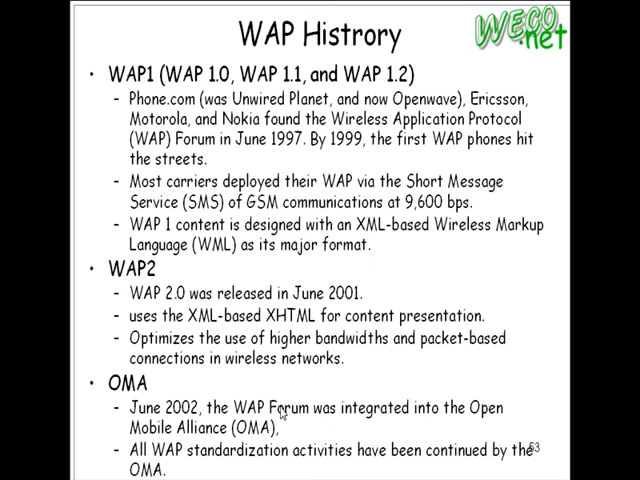 WAP Histrory
WECO
.net
• WAP1 (WAP 1.0, WAP 1.1, and WAP 1.2)
– Phone.com (was Unwired Planet, and now Openwave), Ericsson,
Motorola, and Nokia found the Wireless Application Protocol
(WAP) Forum in June 1997. By 1999, the first WAP phones hit
the streets.
– Most carriers deployed their WAP via the Short Message
Service (SMS) of GSM communications at 9,600 bps.
– WAP 1 content is designed with an XML-based Wireless Markup
Language (WML) as its major format.
• WAP2
– WAP 2.0 was released in June 2001.
– uses the XML-based XHTML for content presentation.
– Optimizes the use of higher bandwidths and packet-based
connections in wireless networks.
• OMA
– June 2002, the WAP Forum was integrated into the Open
Mobile Alliance (OMA),
– All WAP standardization activities have been continued by the
OMA.
53